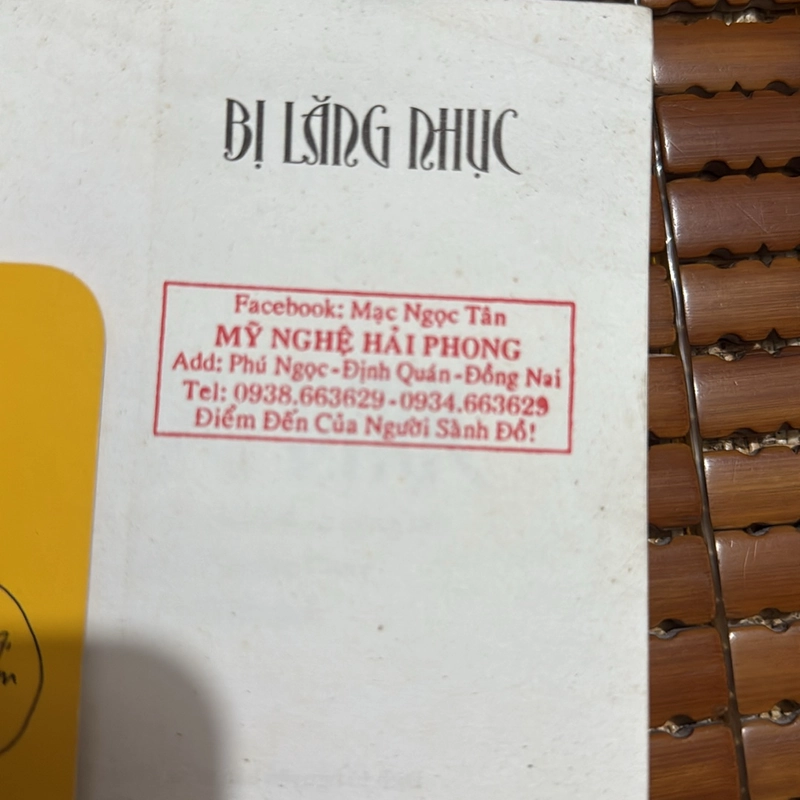 BỊ LĂNG NHỤC
Facebook: Mạc Ngọc Tân
MỸ NGHỆ HẢI PHONG
Add: Phú Ngọc-Định Quán-Đồng Nai
Tel: 0938.663629-0934.663629
Điểm Đến Của Người Sành Đồ!